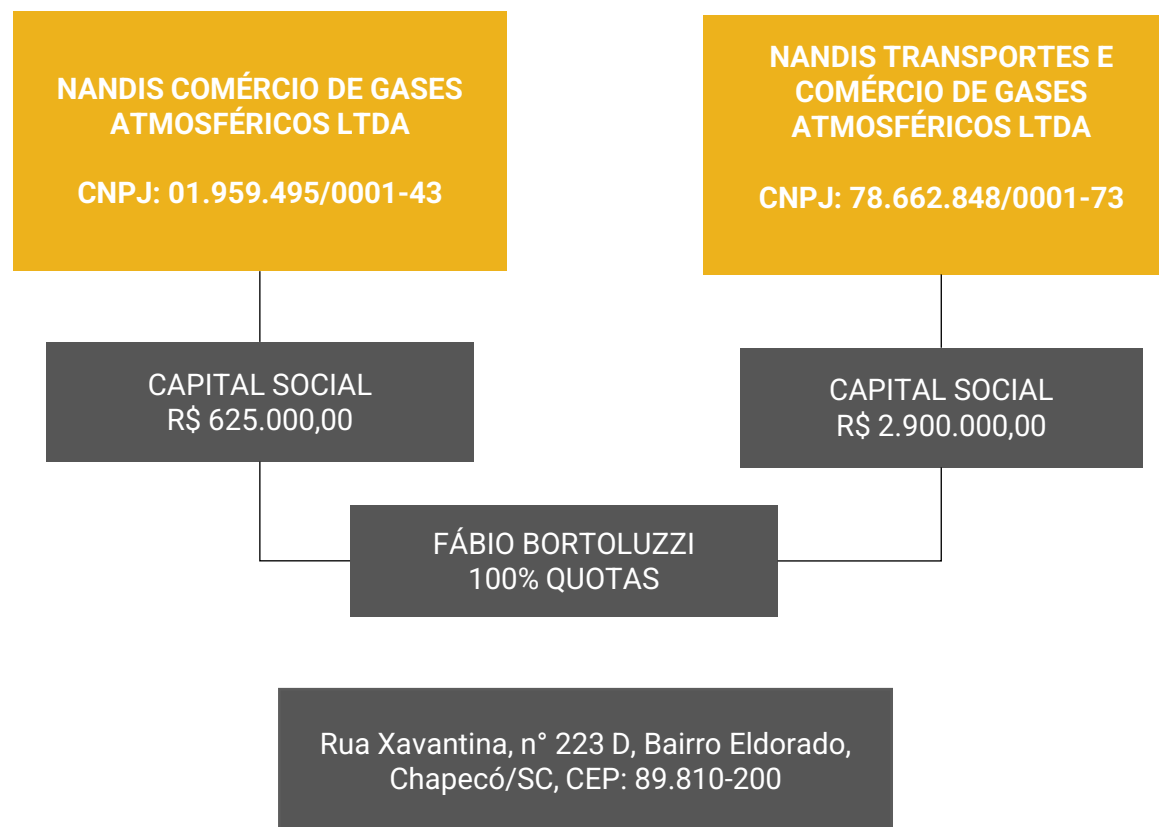 NANDIS COMÉRCIO DE GASES
ATMOSFÉRICOS LTDA
CNPJ: 01.959.495/0001-43
NANDIS TRANSPORTES E
COMÉRCIO DE GASES
ATMOSFÉRICOS LTDA
CNPJ: 78.662.848/0001-73
CAPITAL SOCIAL
R$ 625.000,00
CAPITAL SOCIAL
R$ 2.900.000,00
FÁBIO BORTOLUZZI
100% QUOTAS
Rua Xavantina, n° 223 D, Bairro Eldorado,
Chapecó/SC, CEP: 89.810-200